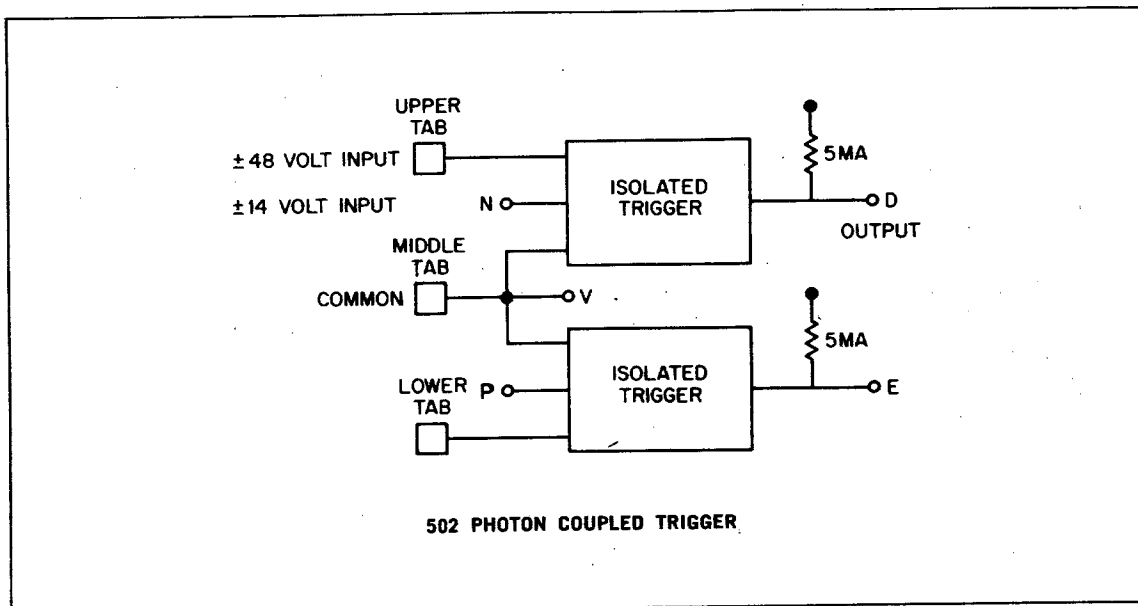 UPPER
TAB
± 48 VOLT INPUT
± 14 VOLT INPUT
N
ISOLATED
TRIGGER
5MA
D
OUTPUT
MIDDLE
TAB
COMMON
V
LOWER
TAB
P
ISOLATED
TRIGGER
5MA
E
502 PHOTON COUPLED TRIGGER